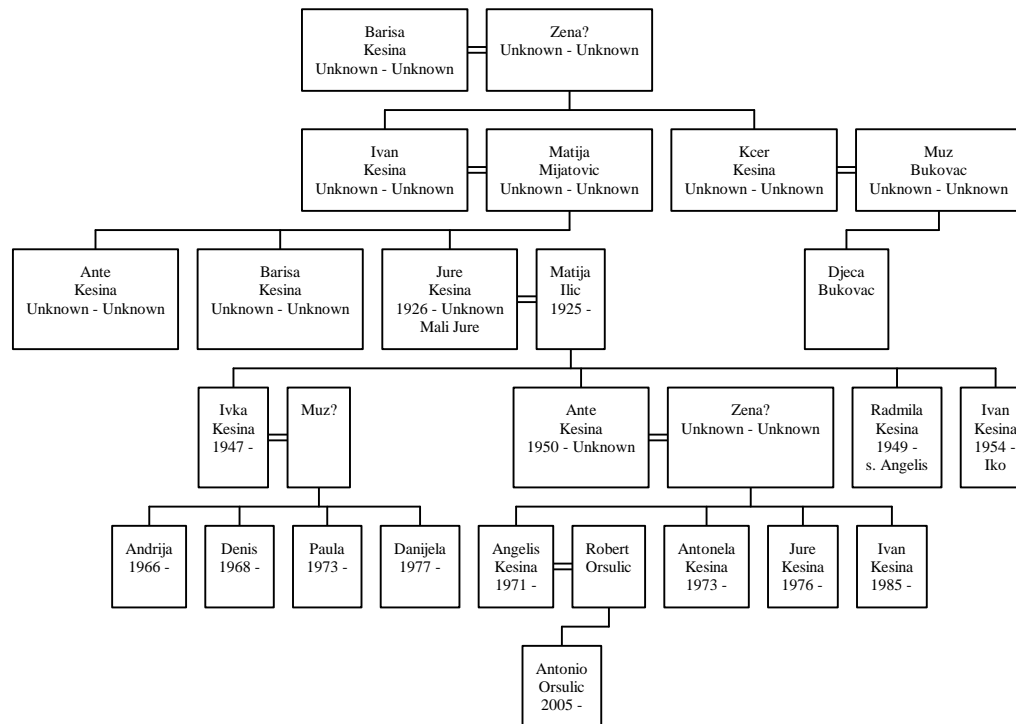 Barisa
Kesina
Unknown - Unknown
Zena?
Unknown - Unknown
Ivan
Kesina
Unknown - Unknown
Matija
Mijatovic
Unknown - Unknown
Kcer
Kesina
Unknown - Unknown
Muz
Bukovac
Unknown - Unknown
Ante
Kesina
Unknown - Unknown
Barisa
Kesina
Unknown - Unknown
Jure
Kesina
1926 - Unknown
Mali Jure
Matija
Ilic
1925 -
Djeca
Bukovac
Ivka
Kesina
1947 -
Muz?
Ante
Kesina
1950 - Unknown
Zena?
Unknown - Unknown
Radmila
Kesina
1949 -
s. Angelis
Ivan
Kesina
1954 -
Iko
Andrija
1966 -
Denis
1968 -
Paula
1973 -
Danijela
1977 -
Angelis
Kesina
1971 -
Robert
Orsulic
Antonela
Kesina
1973 -
Jure
Kesina
1976 -
Ivan
Kesina
1985 -
Antonio
Orsulic
2005 -